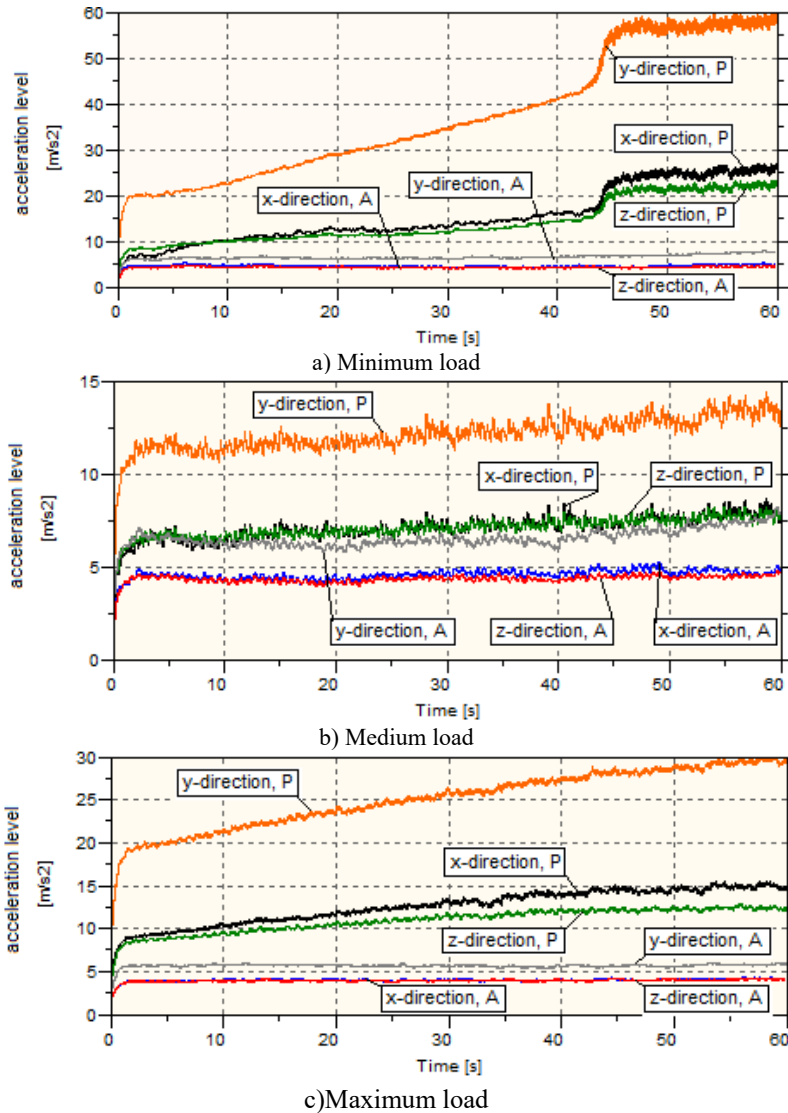 60
50
40
30
20
10
0
acceleration level
[m/s2]
y-direction, P
x-direction, P
y-direction, A
x-direction, A
z-direction, P
z-direction, A
0 10 20 30 40 50 60
Time [s]
a) Minimum load
15
10
5
0
acceleration level
[m/s2]
y-direction, P
x-direction, P
z-direction, P
y-direction, A
z-direction, A
x-direction, A
0 10 20 30 40 50 60
Time [s]
b) Medium load
30
25
20
15
10
5
0
acceleration level
[m/s2]
y-direction, P
x-direction, P
z-direction, P
y-direction, A
x-direction, A
z-direction, A
0 10 20 30 40 50 60
Time [s]
c)Maximum load